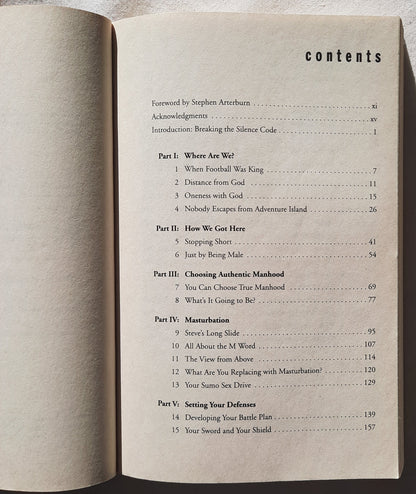 contents
Foreword by Stephen Arterburn . . . . . . . . . . . . . . . . . . . . . . . xi
Acknowledgments . . . . . . . . . . . . . . . . . . . . . . . . . . . . . . . xv
Introduction: Breaking the Silence Code . . . . . . . . . . . . . . . . . 1
Part I: Where Are We?
1 When Football Was King . . . . . . . . . . . . . . . . . . . . . 7
2 Distance from God . . . . . . . . . . . . . . . . . . . . . . . . 11
3 Oneness with God . . . . . . . . . . . . . . . . . . . . . . . . 15
4 Nobody Escapes from Adventure Island . . . . . . . . . . . . 26
Part II: How We Got Here
5 Stopping Short . . . . . . . . . . . . . . . . . . . . . . . . . . 41
6 Just by Being Male . . . . . . . . . . . . . . . . . . . . . . . . 54
Part III: Choosing Authentic Manhood
7 You Can Choose True Manhood . . . . . . . . . . . . . . . . 69
8 What's It Going to Be? . . . . . . . . . . . . . . . . . . . . . . 77
Part IV: Masturbation
9 Steve's Long Slide . . . . . . . . . . . . . . . . . . . . . . . . 95
10 All About the M Word . . . . . . . . . . . . . . . . . . . . . 107
11 The View from Above . . . . . . . . . . . . . . . . . . . . . 114
12 What Are You Replacing with Masturbation? . . . . . . . . 120
13 Your Sumo Sex Drive . . . . . . . . . . . . . . . . . . . . . 129
Part V: Setting Your Defenses
14 Developing Your Battle Plan . . . . . . . . . . . . . . . . . 139
15 Your Sword and Your Shield . . . . . . . . . . . . . . . . . 157